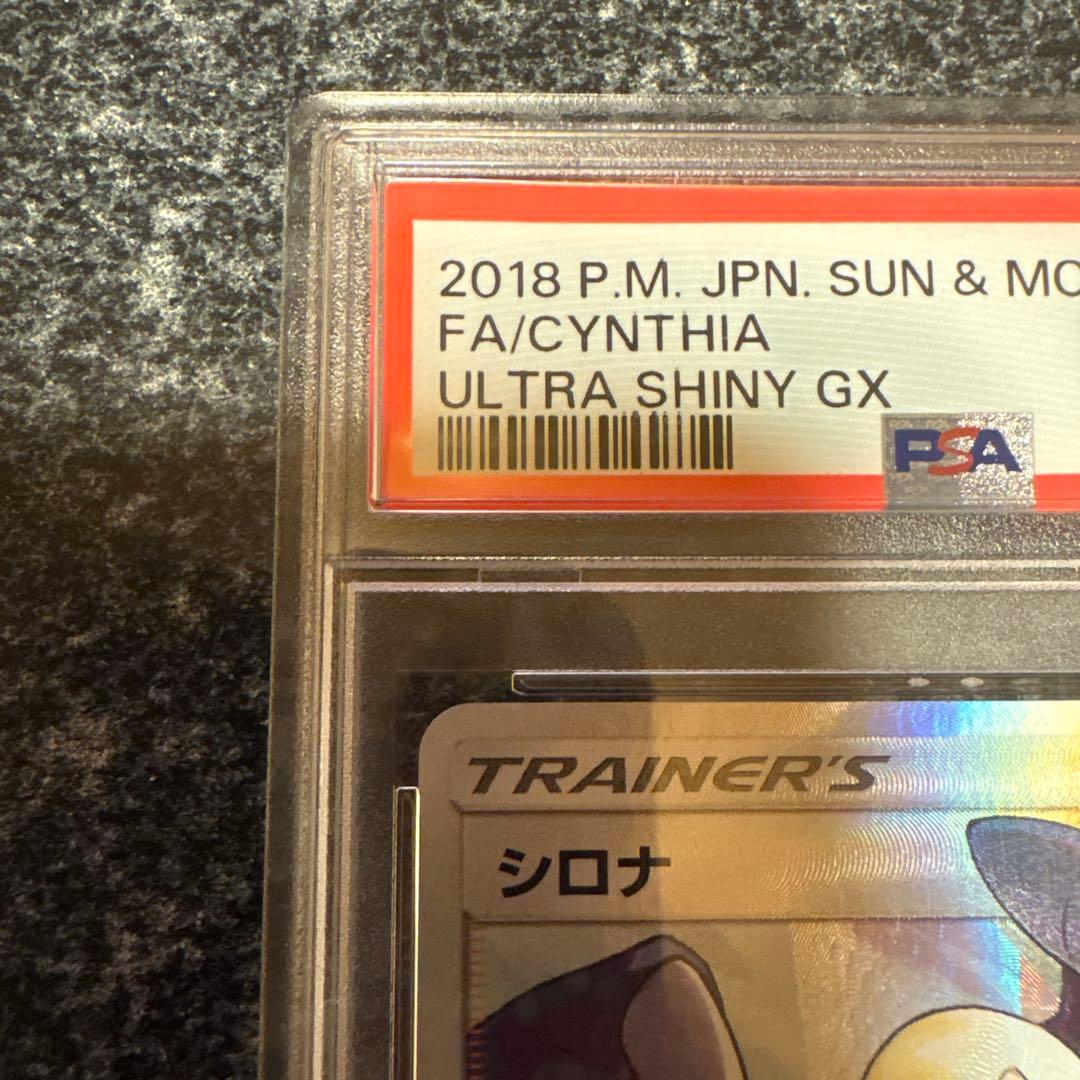 2018 P.M. JPN. SUN & MO
FA/CYNTHIA
ULTRA SHINY GX
PSA
TRAINER'S
シロナ